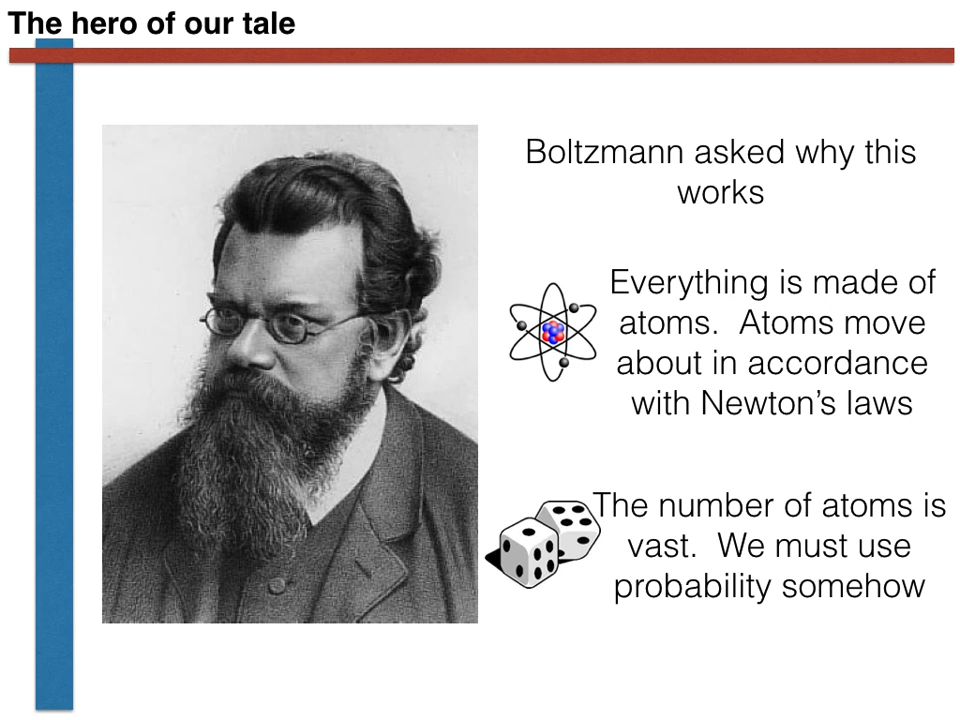 The hero of our tale
Boltzmann asked why this
works
Everything is made of
atoms.  Atoms move
about in accordance
with Newton’s laws
The number of atoms is
vast.  We must use
probability somehow